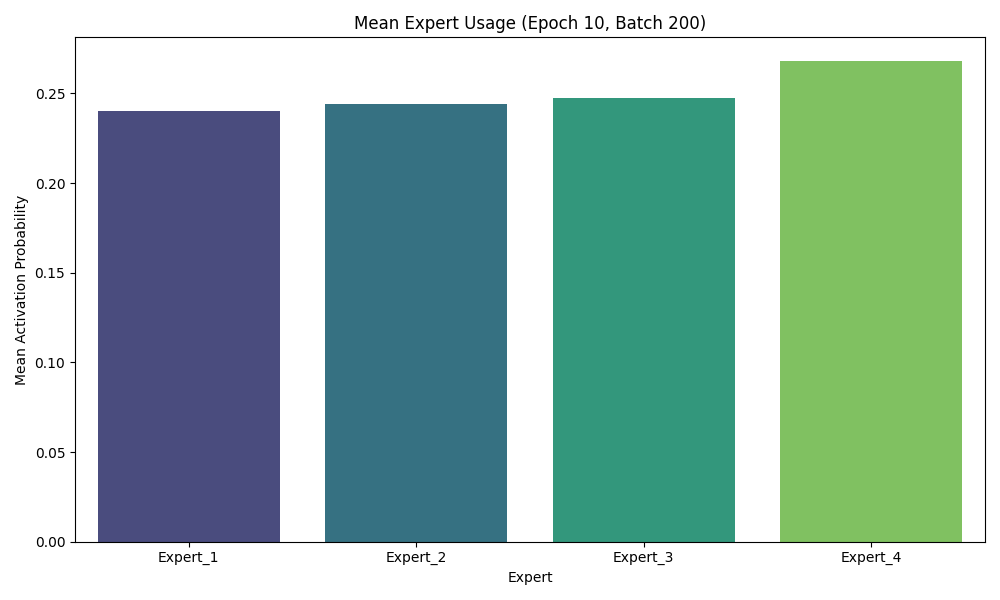 Mean Expert Usage (Epoch 10, Batch 200)
Mean Activation Probability
0.25
0.20
0.15
0.10
0.05
0.00
Expert_1 Expert_2 Expert_3 Expert_4
Expert